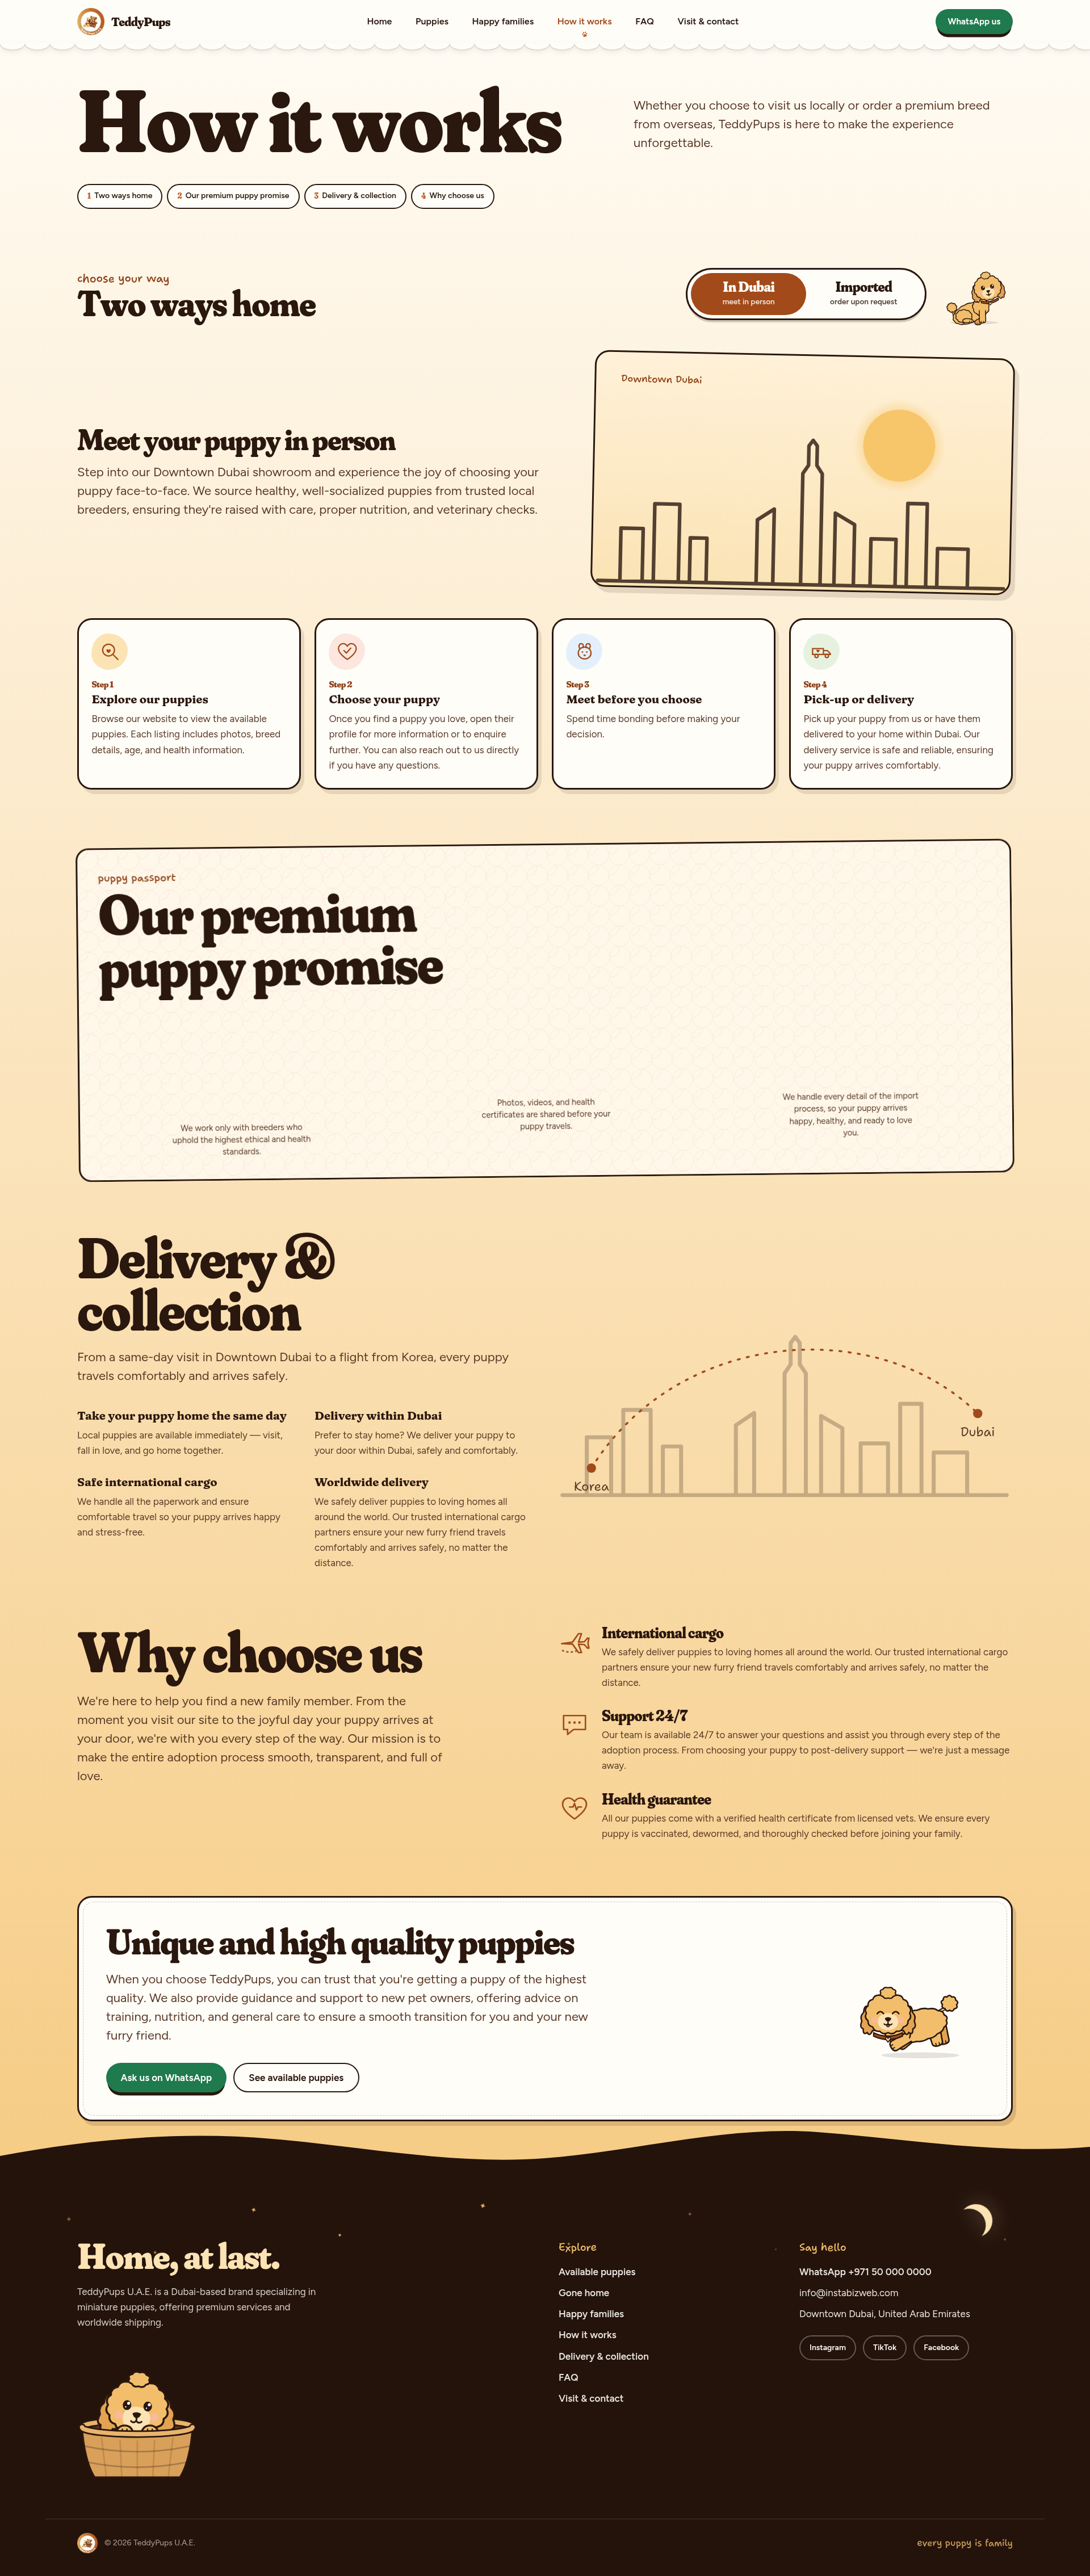 TeddyPups
Home
Puppies
Happy families
How it works
FAQ
Visit & contact
WhatsApp us
How it works
Whether you choose to visit us locally or order a premium breed
from overseas, TeddyPups is here to make the experience
unforgettable.
1 Two ways home
2 Our premium puppy promise
3 Delivery & collection
4 Why choose us
choose your way
Two ways home
In Dubai
meet in person
Imported
order upon request
Downtown Dubai
Meet your puppy in person
Step into our Downtown Dubai showroom and experience the joy of choosing your
puppy face-to-face. We source healthy, well-socialized puppies from trusted local
breeders, ensuring they're raised with care, proper nutrition, and veterinary checks.
Step 1
Explore our puppies
Browse our website to view the available
puppies. Each listing includes photos, breed
details, age, and health information.
Step 2
Choose your puppy
Once you find a puppy you love, open their
profile for more information or to enquire
further. You can also reach out to us directly
if you have any questions.
Step 3
Meet before you choose
Spend time bonding before making your
decision.
Step 4
Pick-up or delivery
Pick up your puppy from us or have them
delivered to your home within Dubai. Our
delivery service is safe and reliable, ensuring
your puppy arrives comfortably.
puppy passport
Our premium
puppy promise
We work only with breeders who
uphold the highest ethical and health
standards.
Photos, videos, and health
certificates are shared before your
puppy travels.
We handle every detail of the import
process, so your puppy arrives
happy, healthy, and ready to love
you.
Delivery &
collection
From a same-day visit in Downtown Dubai to a flight from Korea, every puppy
travels comfortably and arrives safely.
Take your puppy home the same day
Local puppies are available immediately — visit,
fall in love, and go home together.
Delivery within Dubai
Prefer to stay home? We deliver your puppy to
your door within Dubai, safely and comfortably.
Safe international cargo
We handle all the paperwork and ensure
comfortable travel so your puppy arrives happy
and stress-free.
Worldwide delivery
We safely deliver puppies to loving homes all
around the world. Our trusted international cargo
partners ensure your new furry friend travels
comfortably and arrives safely, no matter the
distance.
Korea
Dubai
Why choose us
We're here to help you find a new family member. From the
moment you visit our site to the joyful day your puppy arrives at
your door, we're with you every step of the way. Our mission is to
make the entire adoption process smooth, transparent, and full of
love.
International cargo
We safely deliver puppies to loving homes all around the world. Our trusted international cargo
partners ensure your new furry friend travels comfortably and arrives safely, no matter the
distance.
Support 24/7
Our team is available 24/7 to answer your questions and assist you through every step of the
adoption process. From choosing your puppy to post-delivery support — we're just a message
away.
Health guarantee
All our puppies come with a verified health certificate from licensed vets. We ensure every
puppy is vaccinated, dewormed, and thoroughly checked before joining your family.
Unique and high quality puppies
When you choose TeddyPups, you can trust that you're getting a puppy of the highest
quality. We also provide guidance and support to new pet owners, offering advice on
training, nutrition, and general care to ensure a smooth transition for you and your new
furry friend.
Ask us on WhatsApp
See available puppies
Home, at last.
TeddyPups U.A.E. is a Dubai-based brand specializing in
miniature puppies, offering premium services and
worldwide shipping.
Explore
Available puppies
Gone home
Happy families
How it works
Delivery & collection
FAQ
Visit & contact
Say hello
WhatsApp +971 50 000 0000
info@instabizweb.com
Downtown Dubai, United Arab Emirates
Instagram
TikTok
Facebook
© 2026 TeddyPups U.A.E.
every puppy is family